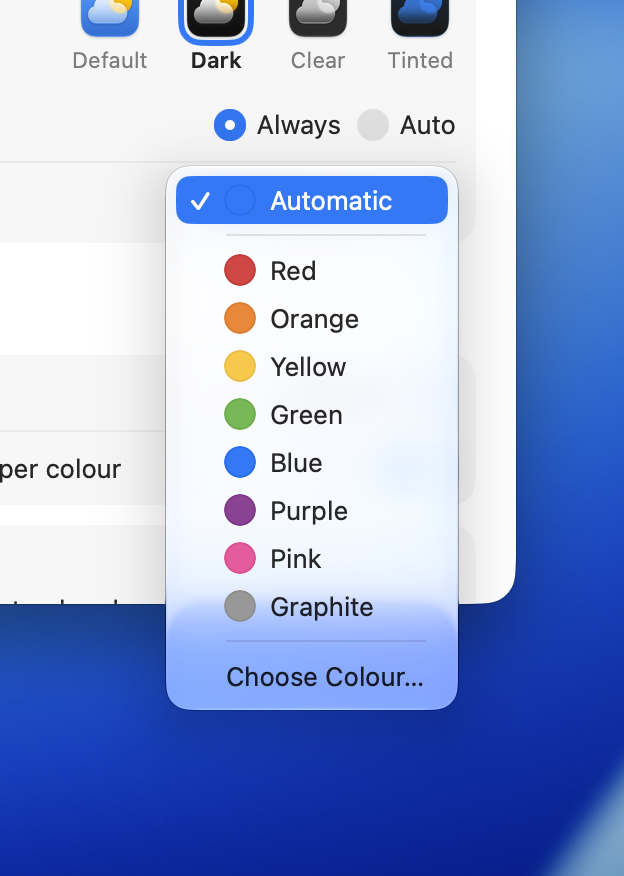 Default Dark Clear Tinted
Always Auto
Automatic
Red
Orange
Yellow
Green
Blue
per colour
Purple
Pink
Graphite
Choose Colour...